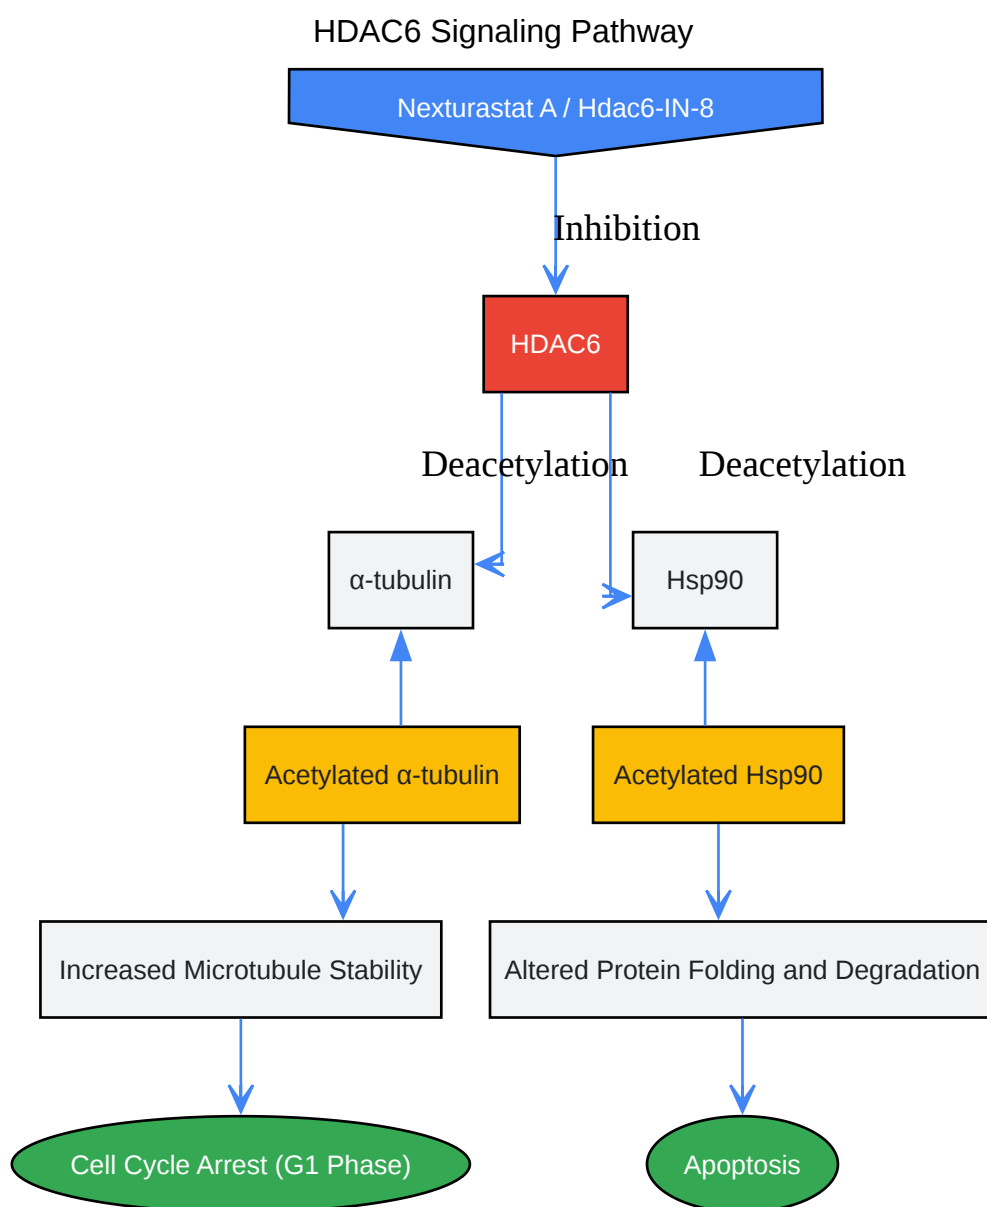 HDAC6 Signaling Pathway
Nexturastat A / Hdac6-IN-8
Inhibition
HDAC6
Deacetylation
Deacetylation
α-tubulin
Hsp90
Acetylated α-tubulin
Acetylated Hsp90
Increased Microtubule Stability
Altered Protein Folding and Degradation
Cell Cycle Arrest (G1 Phase)
Apoptosis